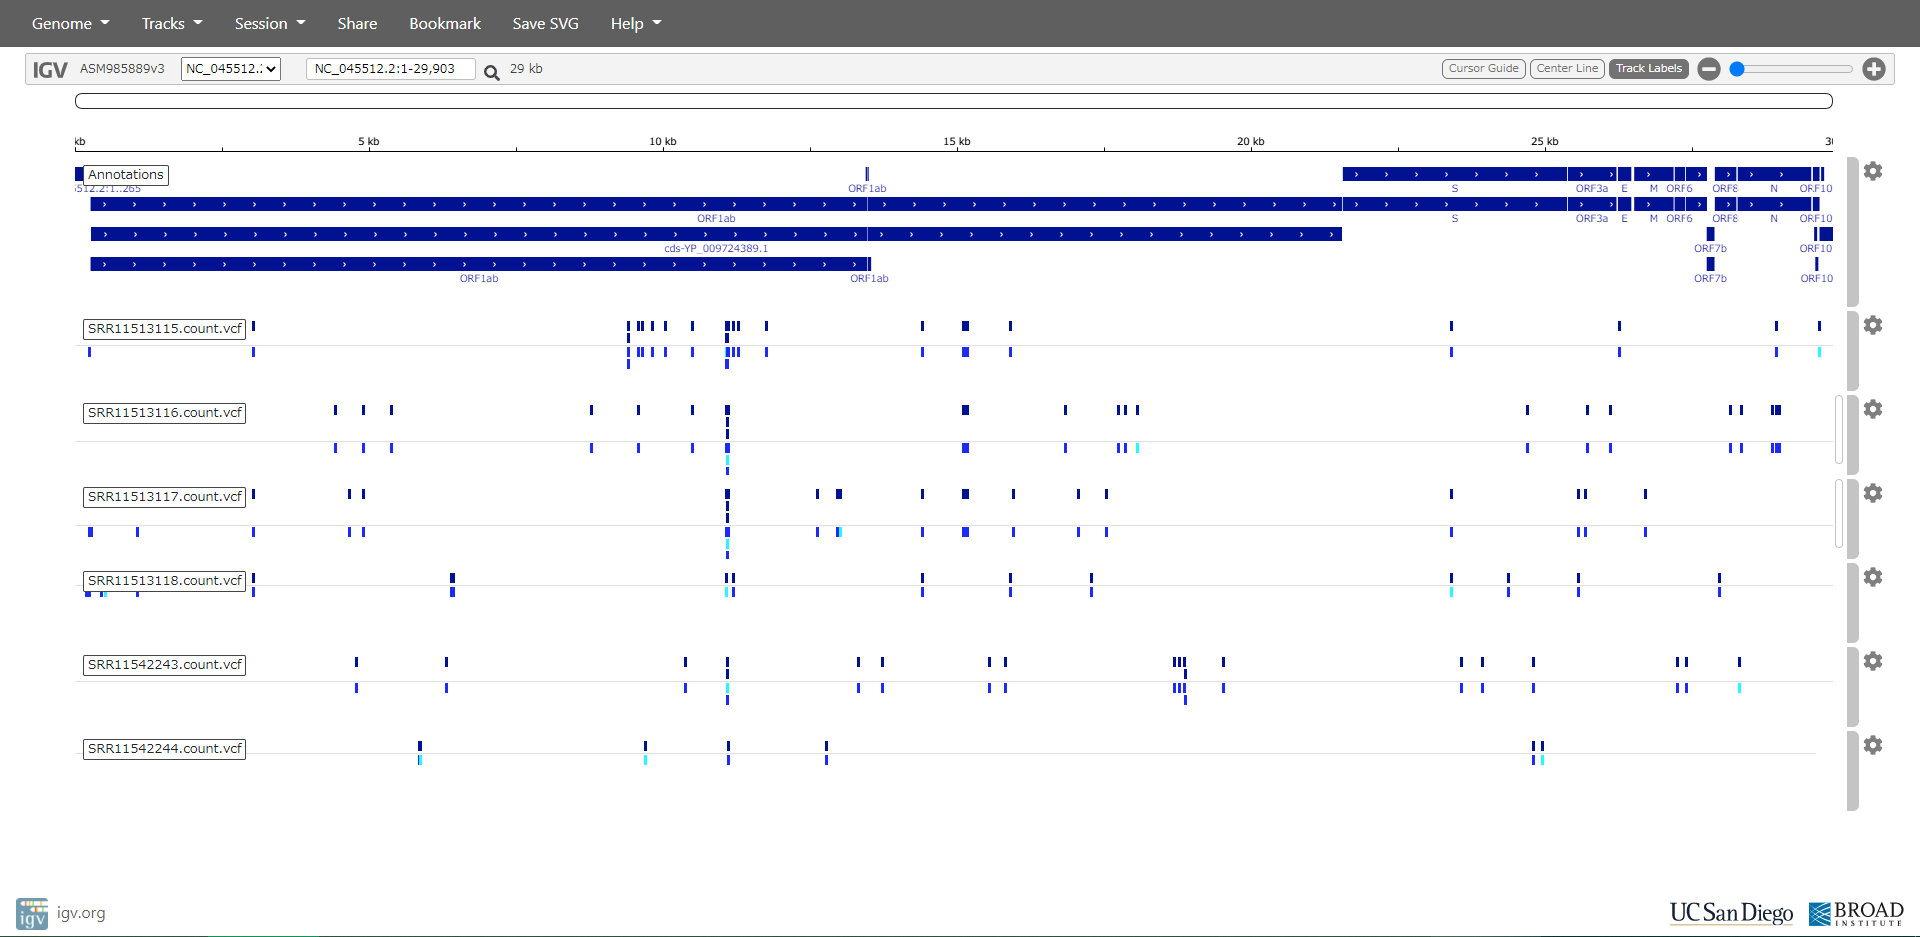 Genome Tracks Session Share Bookmark Save SVG Help
IGV ASM985889v3 NC_045512.2 NC_045512.2:1-29,903 29 kb Cursor Guide Center Line Track Labels
kb 5 kb 10 kb 15 kb 20 kb 25 kb 30
Annotations
5512.2:1..265 ORF1ab S ORF3a E M ORF6 ORF8 N ORF10
ORF1ab S ORF3a E M ORF6 ORF8 N ORF10
cds-YP_009724389.1 ORF7b ORF10
ORF1ab ORF1ab ORF7b ORF10
SRR11513115.count.vcf
SRR11513116.count.vcf
SRR11513117.count.vcf
SRR11513118.count.vcf
SRR11542243.count.vcf
SRR11542244.count.vcf
igv igv.org UC San Diego BROAD
INSTITUTE